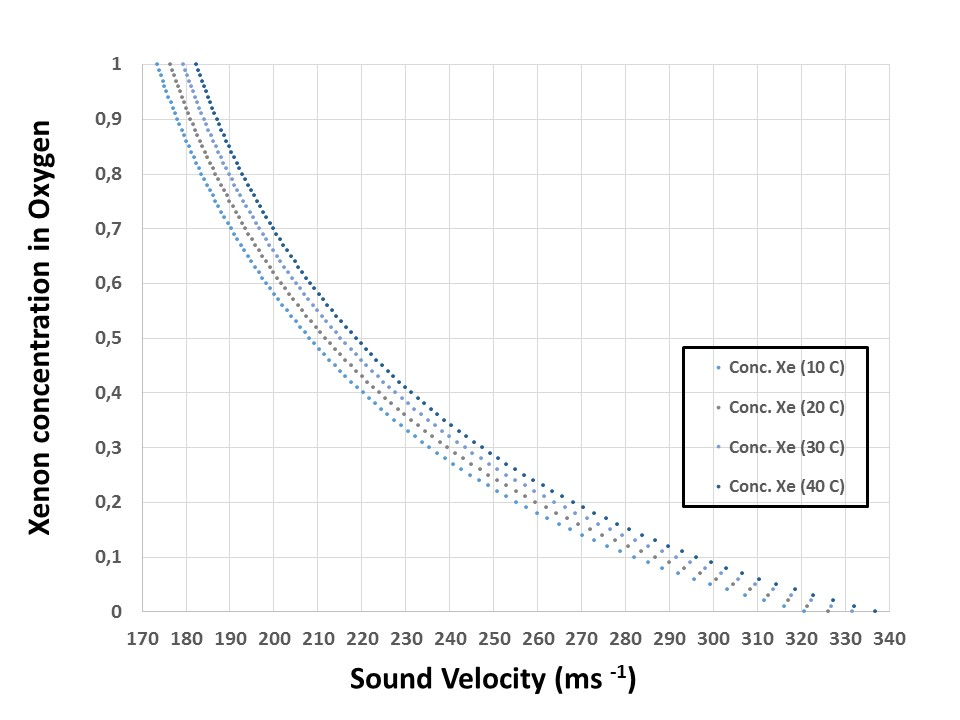 Xenon concentration in Oxygen
1
0,9
0,8
0,7
0,6
0,5
0,4
0,3
0,2
0,1
0
170 180 190 200 210 220 230 240 250 260 270 280 290 300 310 320 330 340
Sound Velocity (ms -1)
Conc. Xe (10 C)
Conc. Xe (20 C)
Conc. Xe (30 C)
Conc. Xe (40 C)